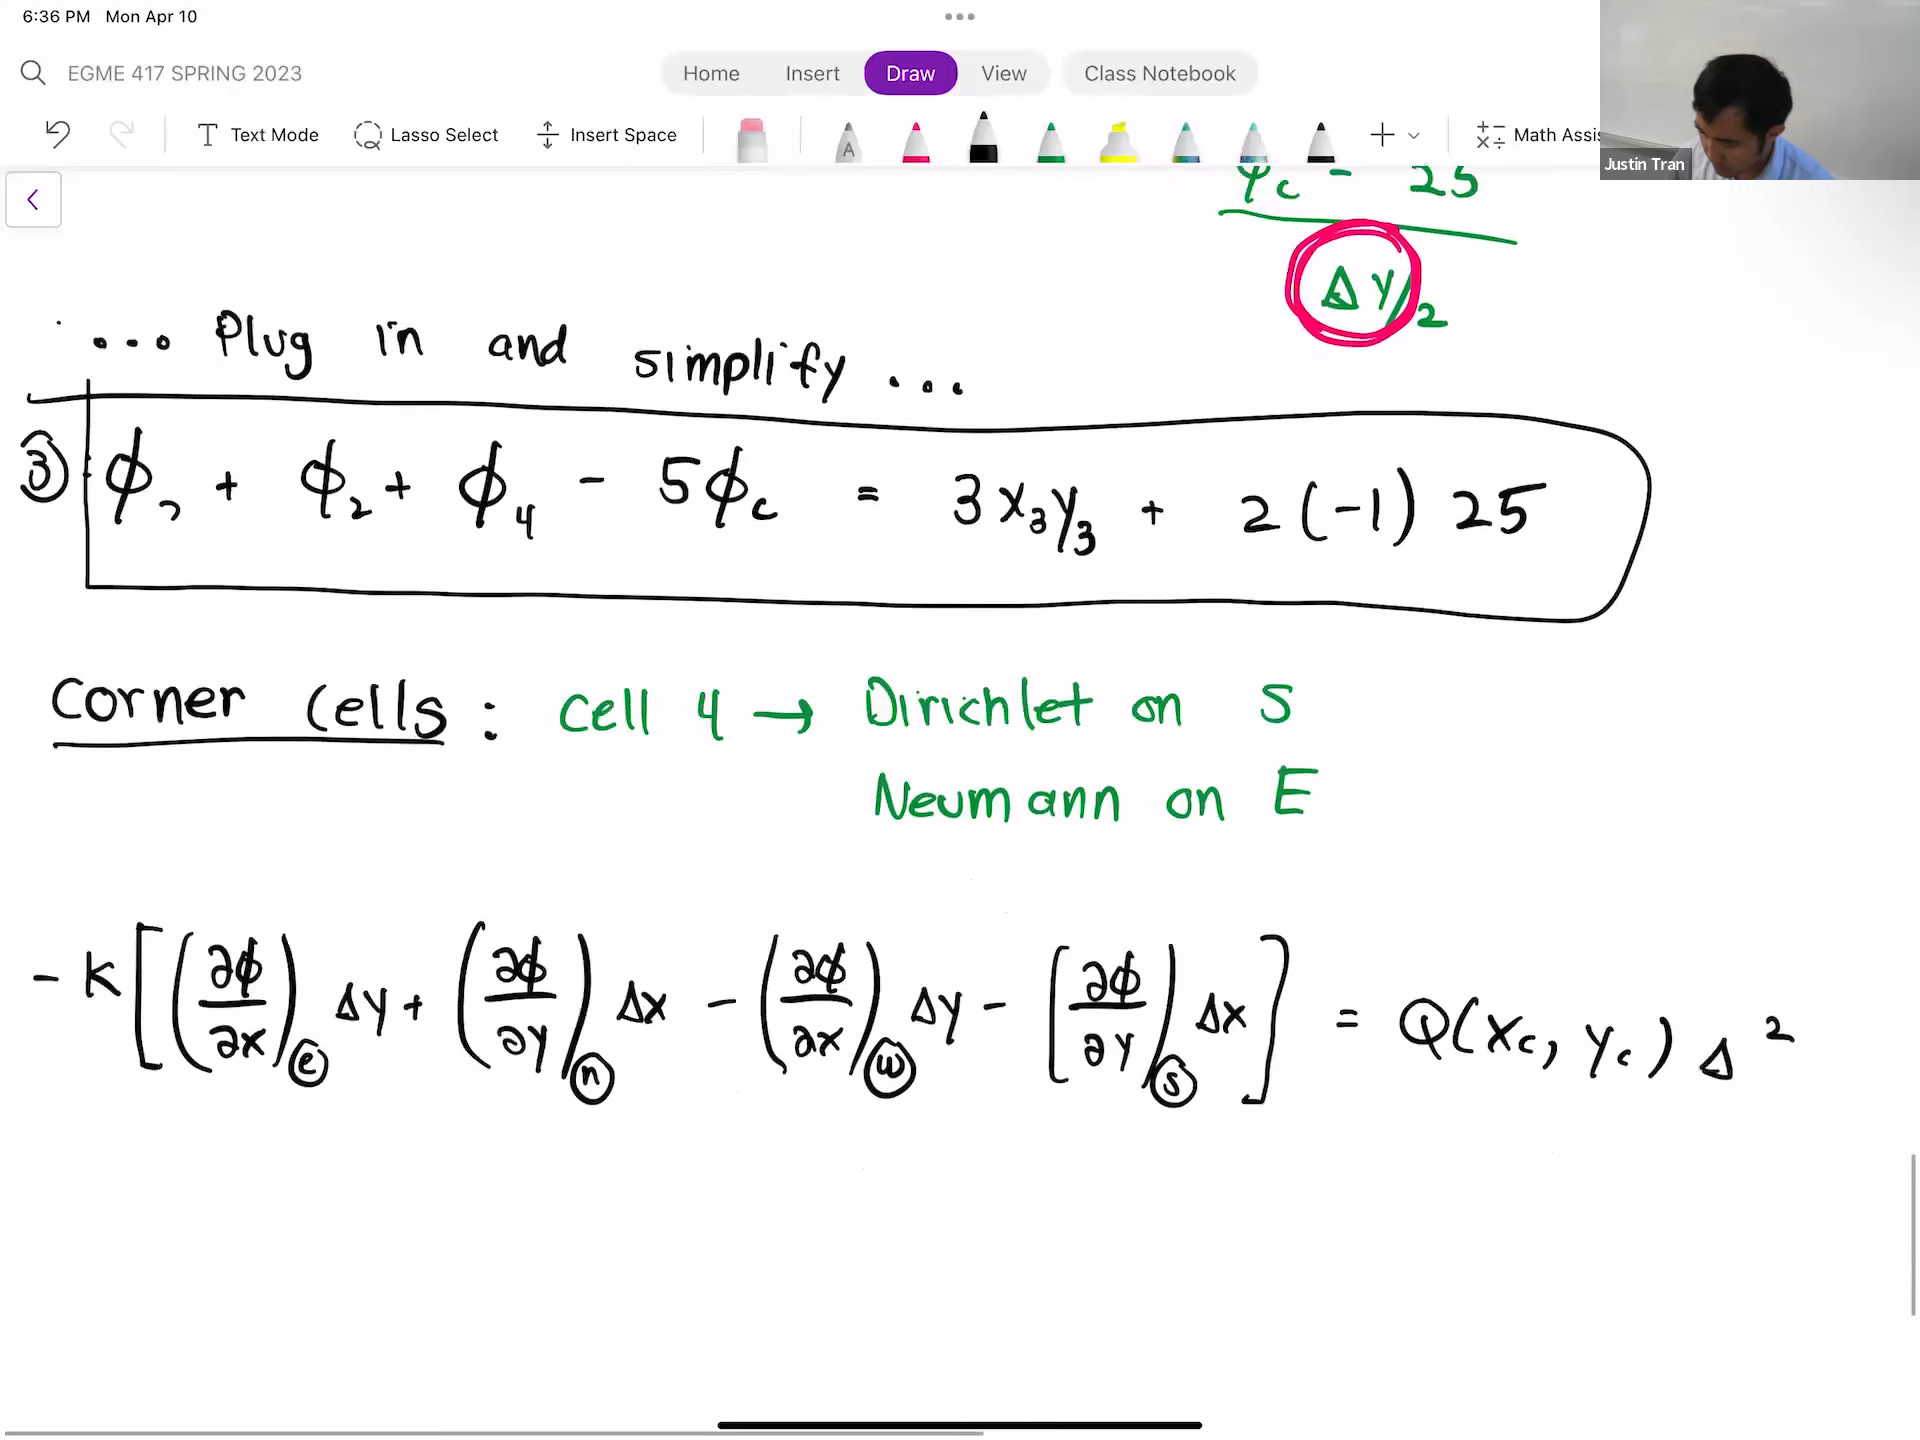 6:36 PM Mon Apr 10
EGME 417 SPRING 2023
Home Insert Draw View Class Notebook
Text Mode Lasso Select Insert Space Math Assis
Justin Tran
φc - 25
ΔY/2
... Plug in and simplify ...
③ ϕ₇ + ϕ₂ + ϕ₄ - 5ϕc = 3x₃y₃ + 2(-1) 25
Corner Cells: Cell 4 → Dirichlet on S
Neumann on E
-K[(∂ϕ/∂x)ⓔ Δy + (∂ϕ/∂y)ⓝ Δx - (∂ϕ/∂x)ⓦ Δy - [∂ϕ/∂y)ⓢ Δx] = Q(xc, yc) Δ²